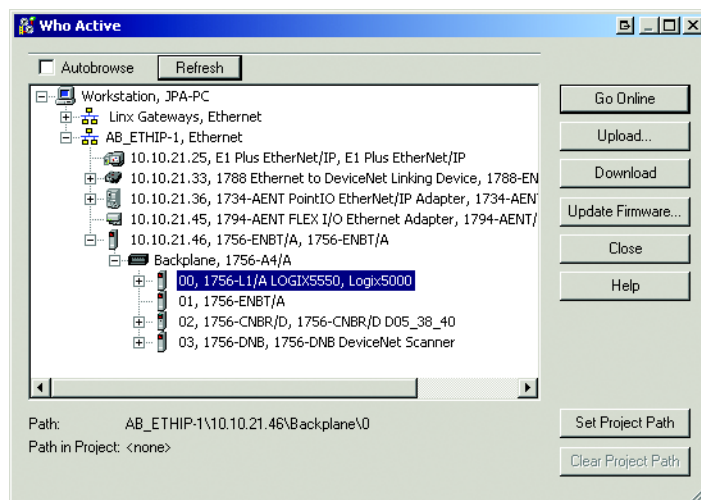 Who Active
Autobrowse
Refresh
Workstation, JPA-PC
Linx Gateways, Ethernet
AB_ETHIP-1, Ethernet
10.10.21.25, E1 Plus EtherNet/IP, E1 Plus EtherNet/IP
10.10.21.33, 1788 Ethernet to DeviceNet Linking Device, 1788-EN
10.10.21.36, 1734-AENT PointIO EtherNet/IP Adapter, 1734-AEN
10.10.21.45, 1794-AENT FLEX I/O Ethernet Adapter, 1794-AENT/
10.10.21.46, 1756-ENBT/A, 1756-ENBT/A
Backplane, 1756-A4/A
00, 1756-L1/A LOGIX5550, Logix5000
01, 1756-ENBT/A
02, 1756-CNBR/D, 1756-CNBR/D D05_38_40
03, 1756-DNB, 1756-DNB DeviceNet Scanner
Go Online
Upload...
Download
Update Firmware...
Close
Help
Path: AB_ETHIP-1\10.10.21.46\Backplane\0
Path in Project: <none>
Set Project Path
Clear Project Path